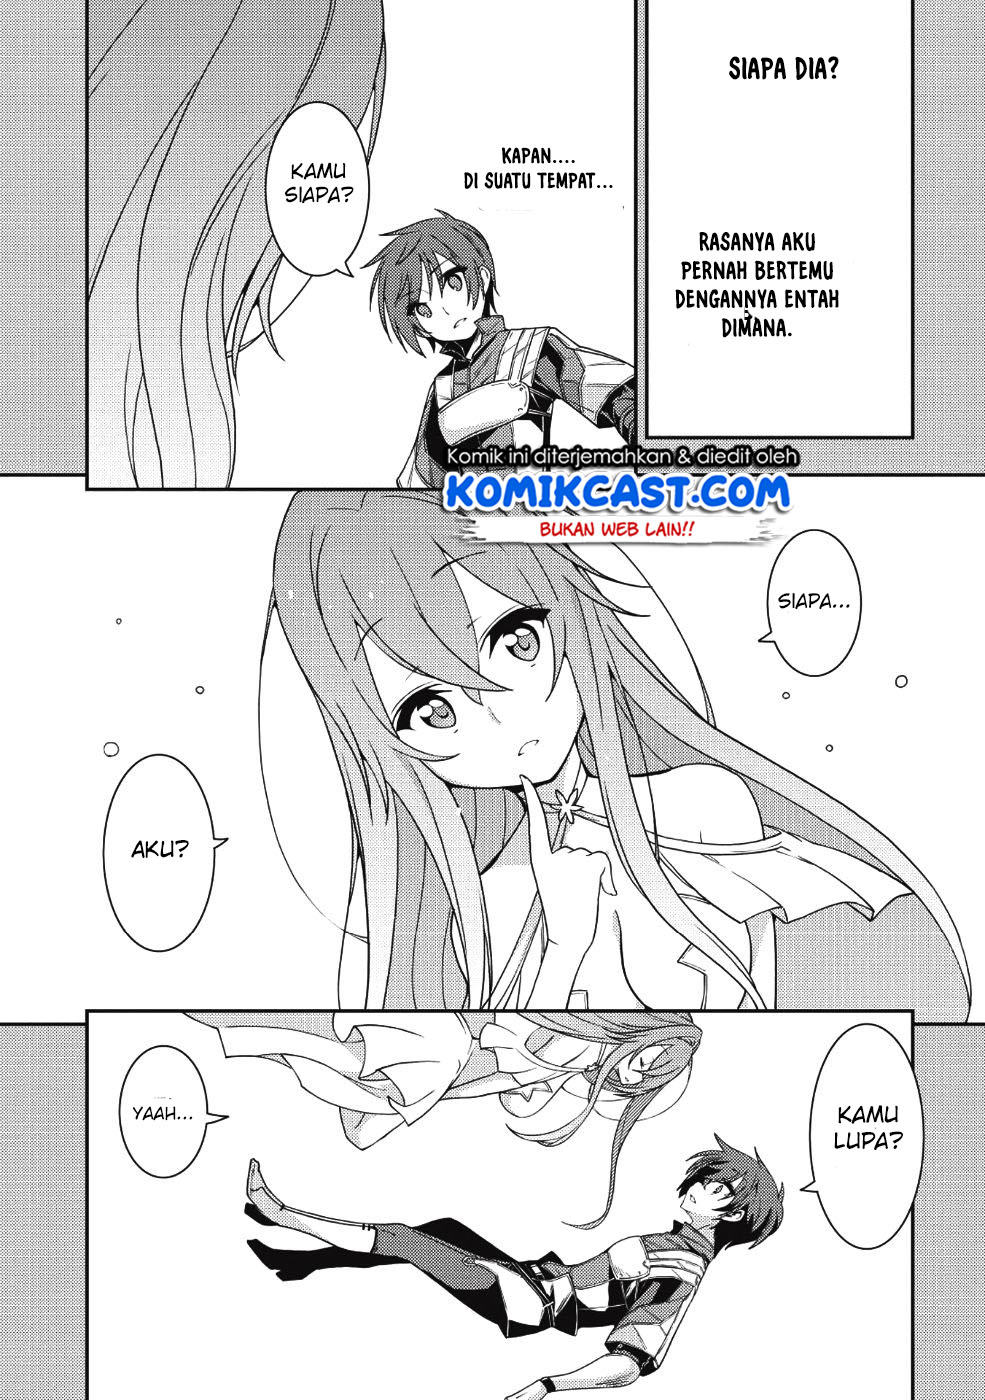 SIAPA DIA?
RASANYA AKU
PERNAH BERTEMU
DENGANNYA ENTAH
DIMANA.
KAPAN....
DI SUATU TEMPAT...
KAMU
SIAPA?
Komik ini diterjemahkan & diedit oleh
KOMIKCAST.COM
BUKAN WEB LAIN!!
SIAPA...
AKU?
KAMU
LUPA?
YAAH...